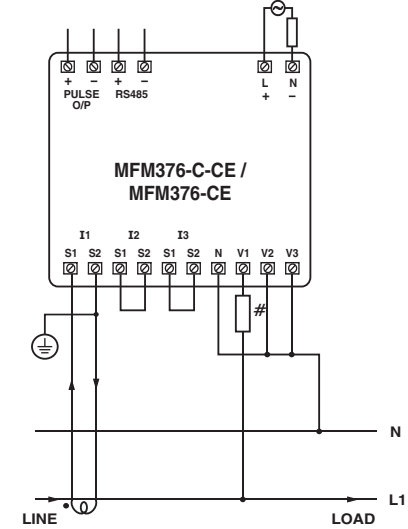 + − + −
PULSE O/P RS485
L N
+ −
MFM376-C-CE /
MFM376-CE
I1 I2 I3
S1 S2 S1 S2 S1 S2 N V1 V2 V3
#
N
L1
LINE LOAD